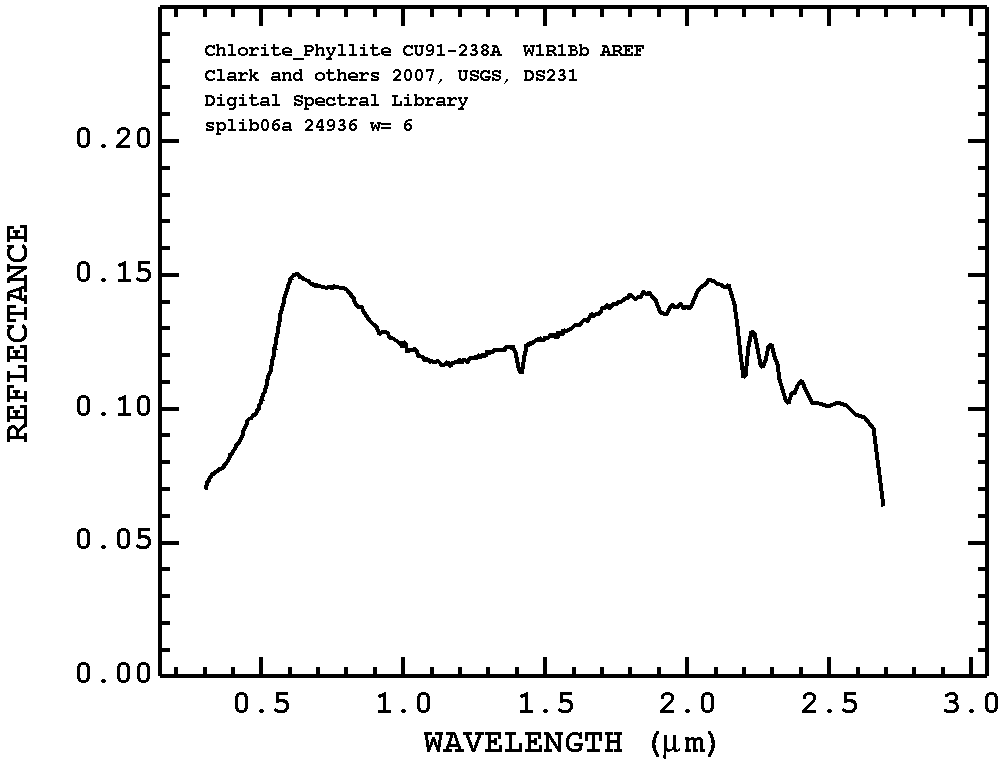 Chlorite_Phyllite CU91-238A  W1R1Bb AREF
Clark and others 2007, USGS, DS231
Digital Spectral Library
splib06a 24936 w= 6
REFLECTANCE
0.20
0.15
0.10
0.05
0.00
0.5 1.0 1.5 2.0 2.5 3.0
WAVELENGTH (μm)